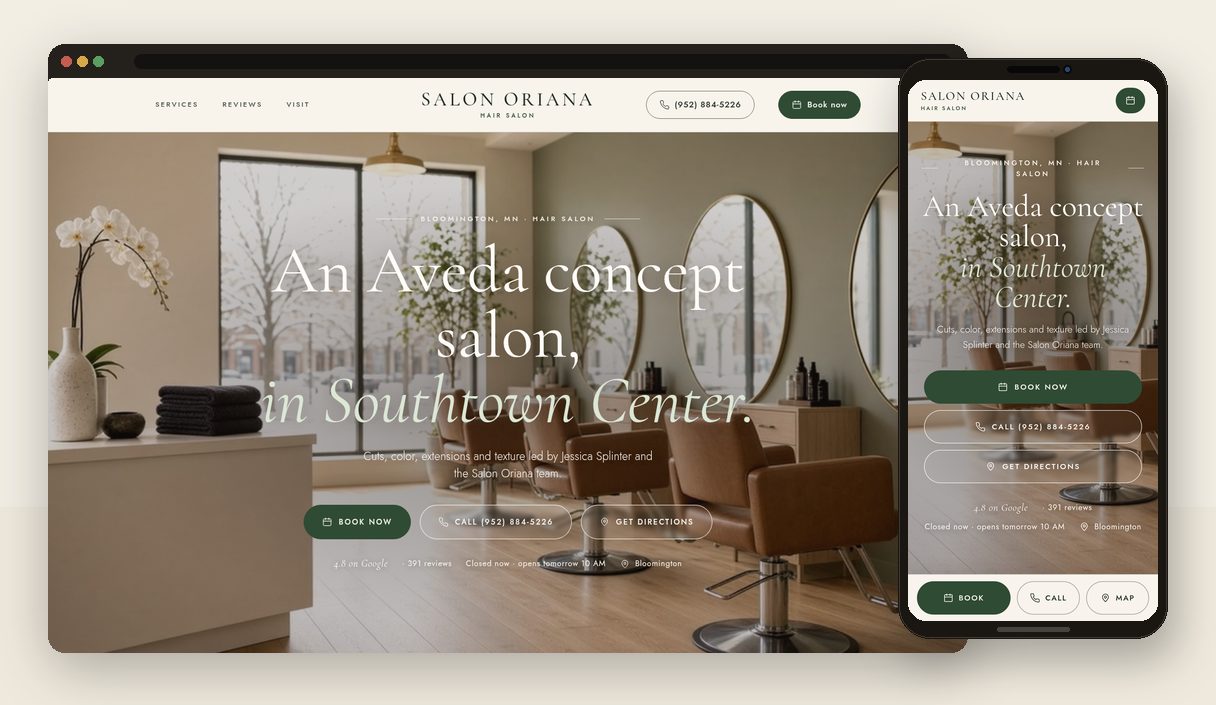 SERVICES REVIEWS VISIT
SALON ORIANA
HAIR SALON
(952) 884-5226
Book now
BLOOMINGTON, MN · HAIR SALON
An Aveda concept
salon,
in Southtown Center.
Cuts, color, extensions and texture led by Jessica Splinter and
the Salon Oriana team.
BOOK NOW
CALL (952) 884-5226
GET DIRECTIONS
4.8 on Google · 391 reviews Closed now · opens tomorrow 10 AM Bloomington
SALON ORIANA
HAIR SALON
BLOOMINGTON, MN · HAIR
SALON
An Aveda concept
salon,
in Southtown
Center.
Cuts, color, extensions and texture led by Jessica
Splinter and the Salon Oriana team.
BOOK NOW
CALL (952) 884-5226
GET DIRECTIONS
4.8 on Google · 391 reviews
Closed now · opens tomorrow 10 AM Bloomington
BOOK
CALL
MAP